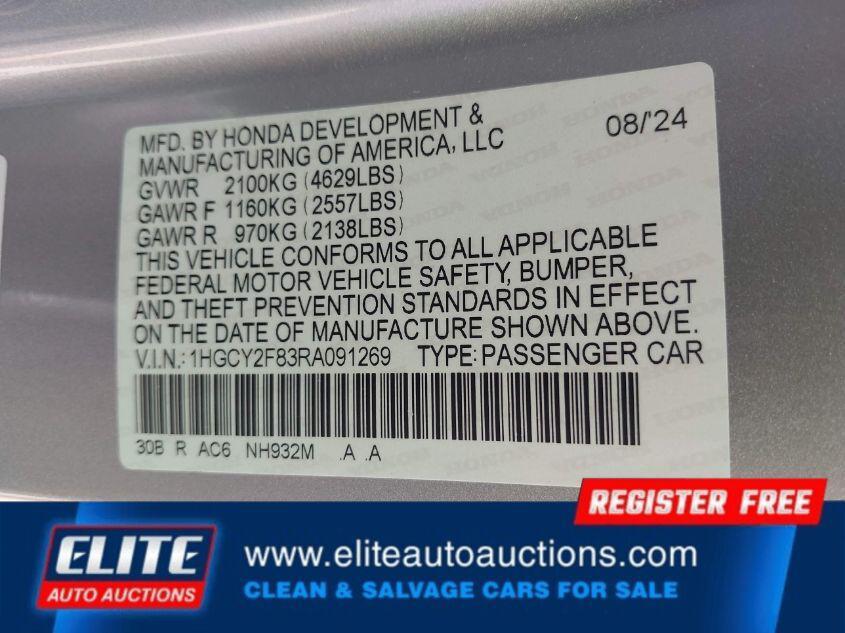 MFD. BY HONDA DEVELOPMENT & 08/'24
MANUFACTURING OF AMERICA, LLC
GVWR 2100KG (4629LBS)
GAWR F 1160KG (2557LBS)
GAWR R 970KG (2138LBS)
THIS VEHICLE CONFORMS TO ALL APPLICABLE
FEDERAL MOTOR VEHICLE SAFETY, BUMPER,
AND THEFT PREVENTION STANDARDS IN EFFECT
ON THE DATE OF MANUFACTURE SHOWN ABOVE.
V.I.N.: 1HGCY2F83RA091269 TYPE: PASSENGER CAR
30B R AC6 NH932M .A .A
REGISTER FREE
ELITE
AUTO AUCTIONS
www.eliteautoauctions.com
CLEAN & SALVAGE CARS FOR SALE